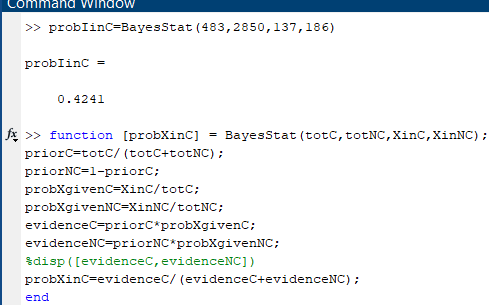 Command Window
>> probIinC=BayesStat(483,2850,137,186)
probIinC =
0.4241
fx >> function [probXinC] = BayesStat(totC,totNC,XinC,XinNC);
priorC=totC/(totC+totNC);
priorNC=1-priorC;
probXgivenC=XinC/totC;
probXgivenNC=XinNC/totNC;
evidenceC=priorC*probXgivenC;
evidenceNC=priorNC*probXgivenNC;
%disp([evidenceC,evidenceNC])
probXinC=evidenceC/(evidenceC+evidenceNC);
end